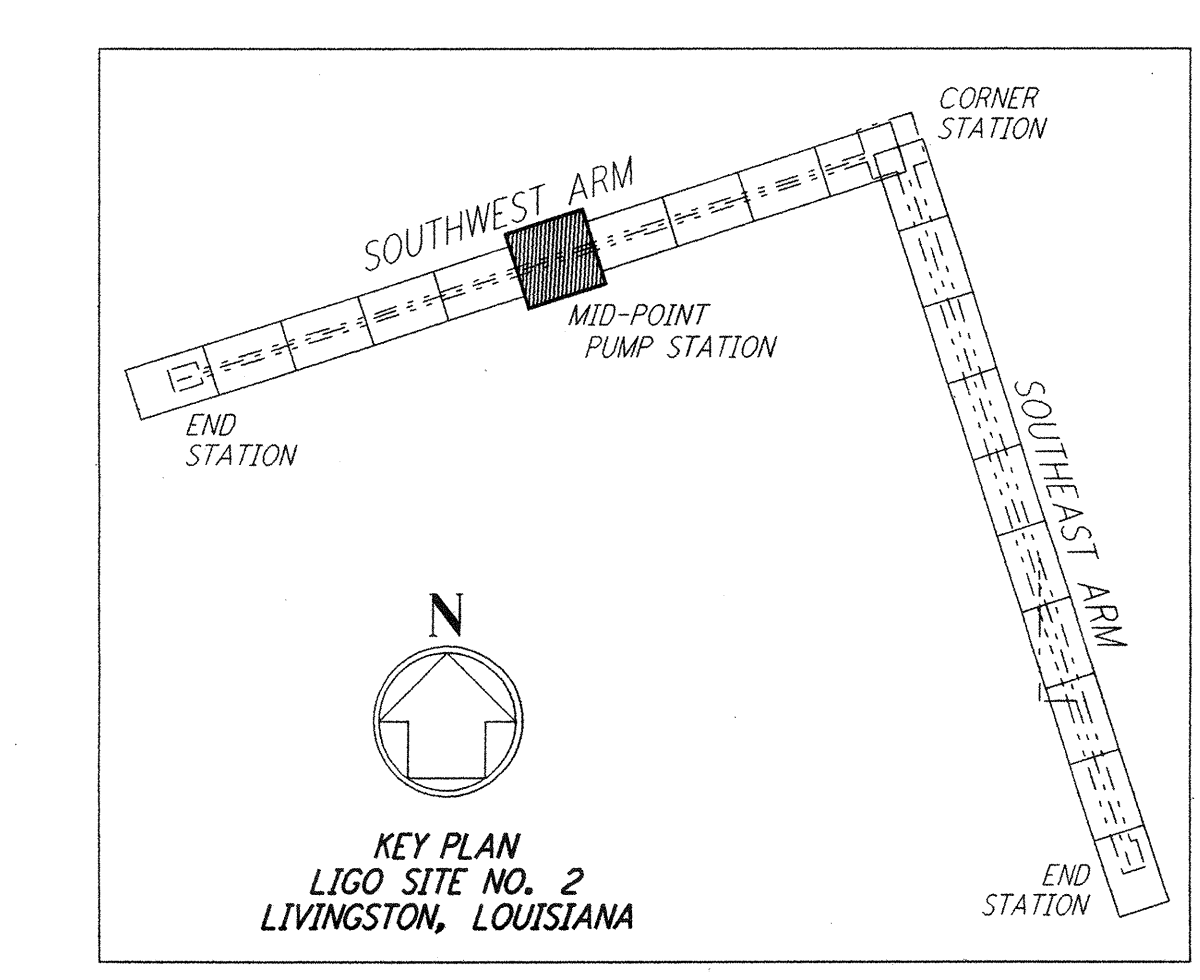 CORNER
STATION
SOUTHWEST ARM
MID-POINT
PUMP STATION
END
STATION
SOUTHEAST ARM
N
KEY PLAN
LIGO SITE NO. 2
LIVINGSTON, LOUISIANA
END
STATION